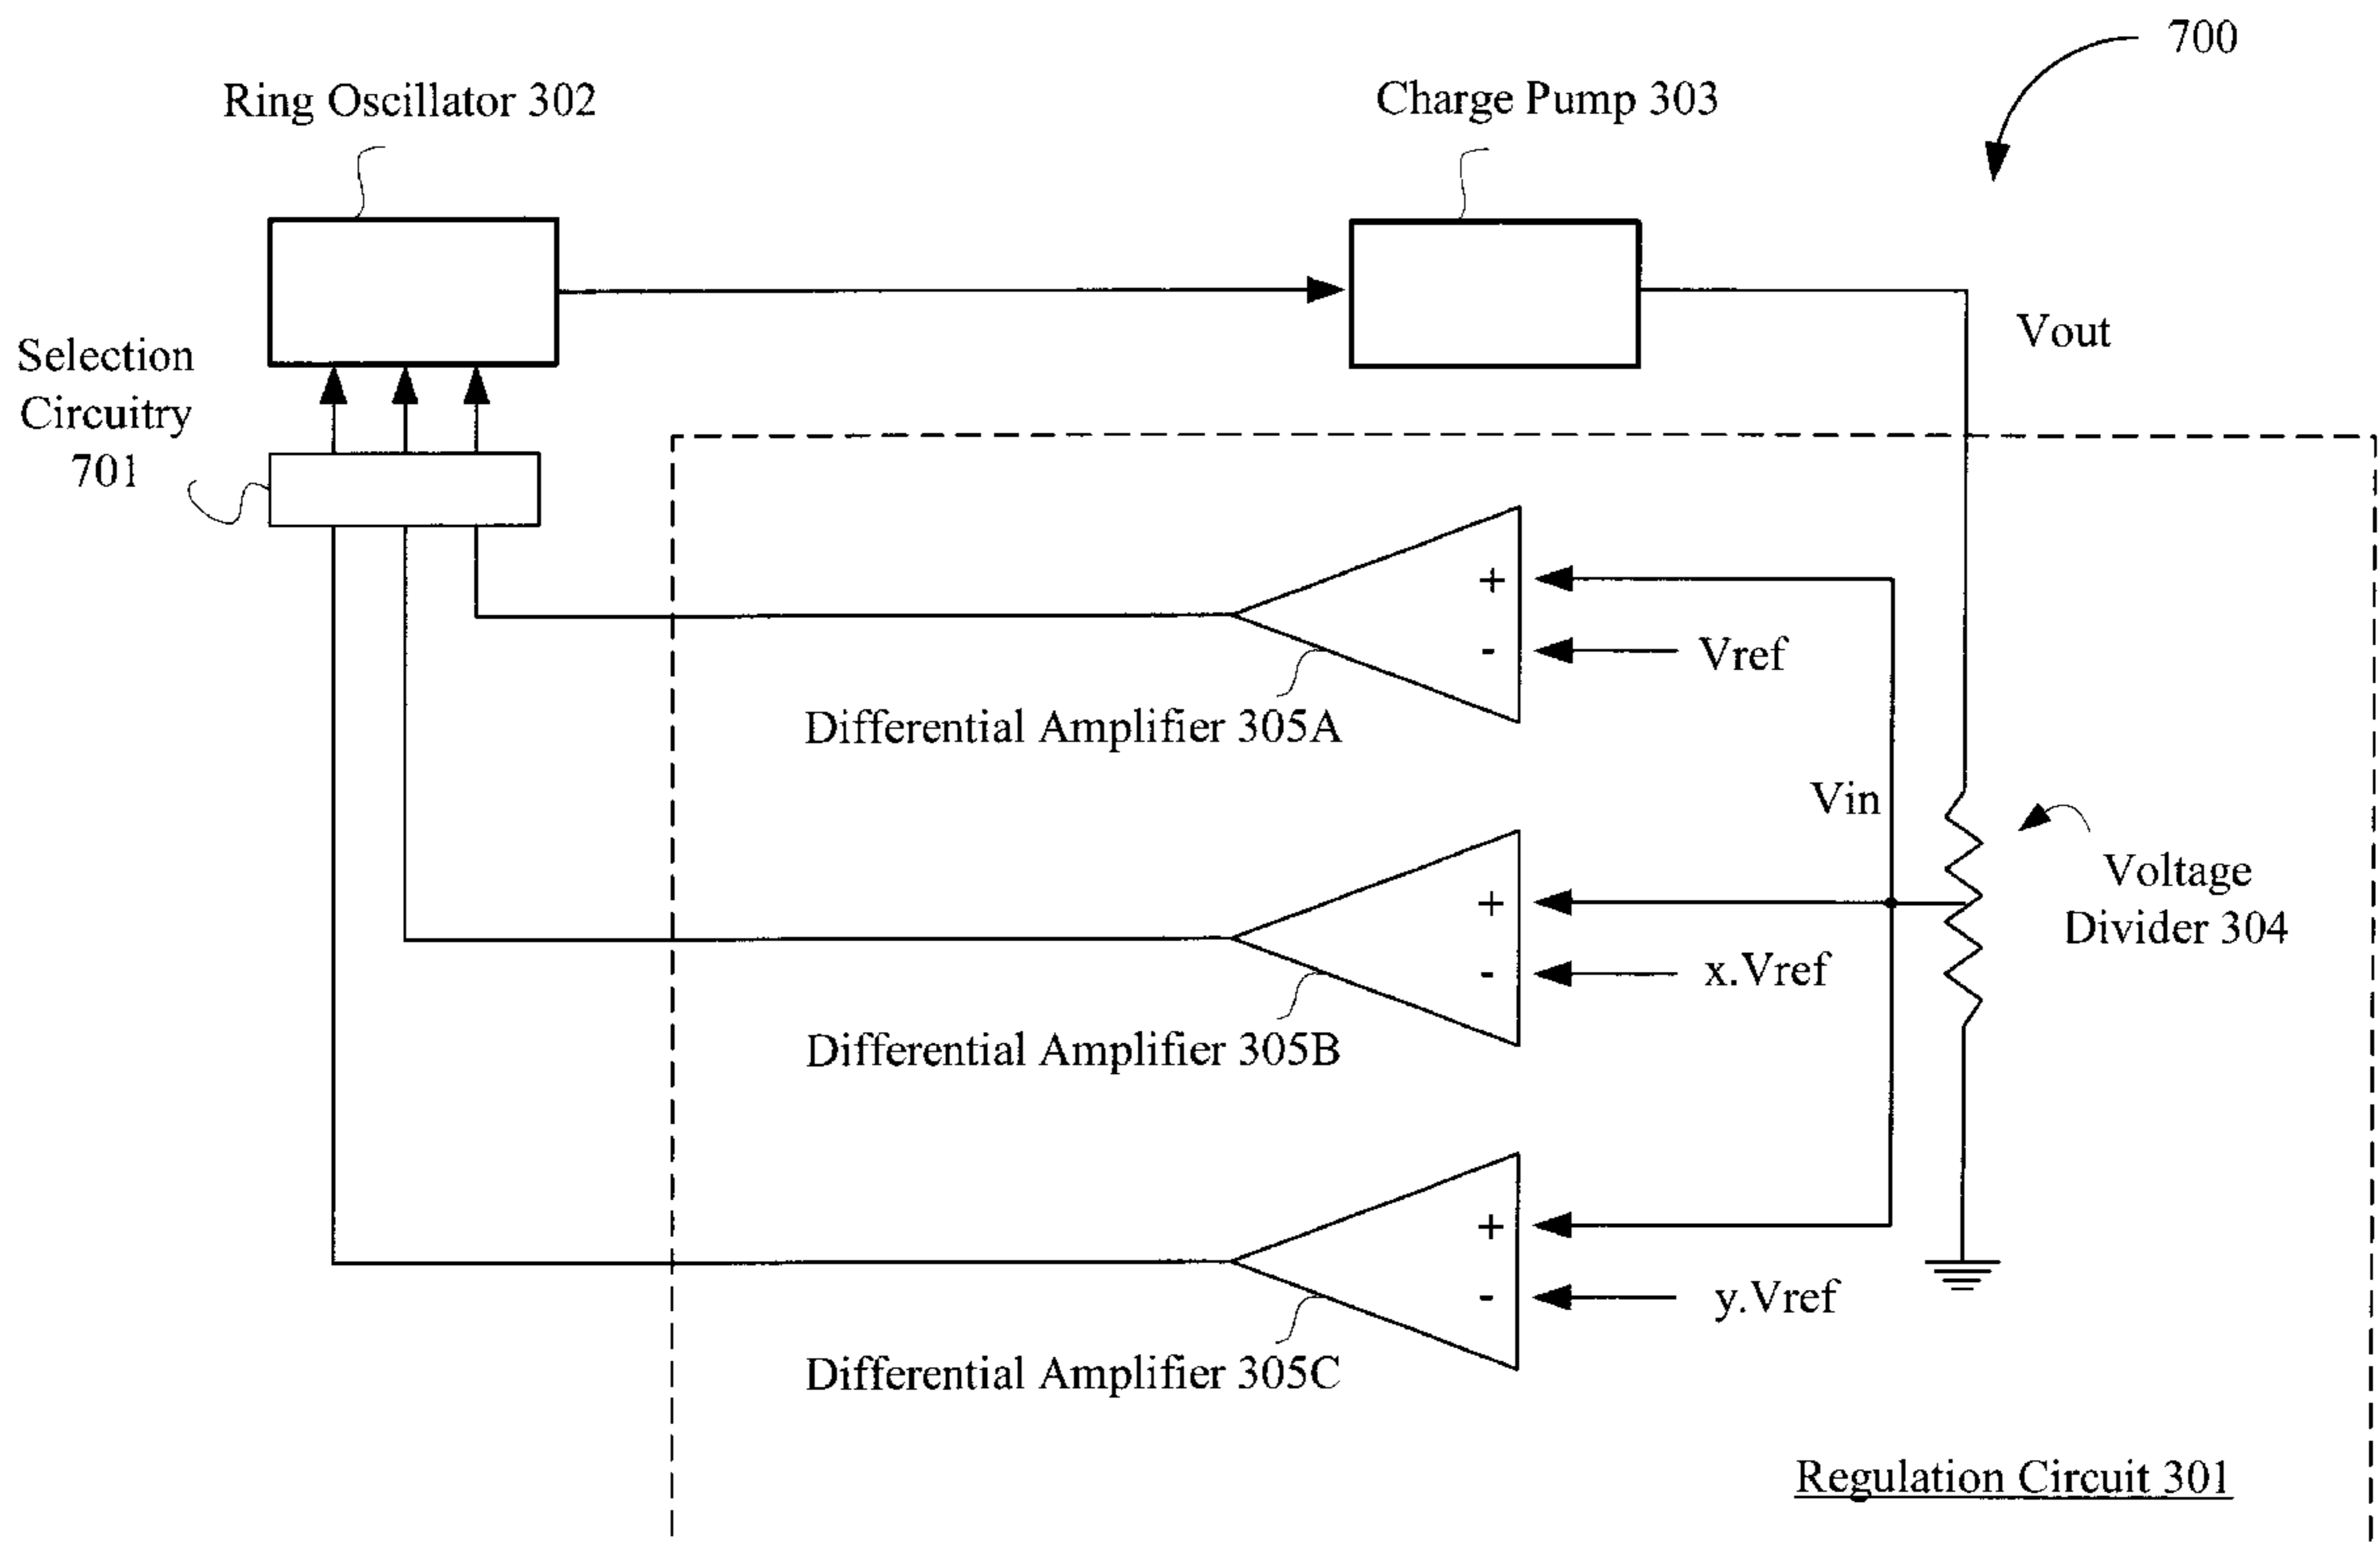 700
Ring Oscillator 302
Charge Pump 303
Vout
Selection
Circuitry
701
+
- Vref
Differential Amplifier 305A
Vin
+
- x.Vref
Voltage
Divider 304
Differential Amplifier 305B
+
- y.Vref
Differential Amplifier 305C
Regulation Circuit 301